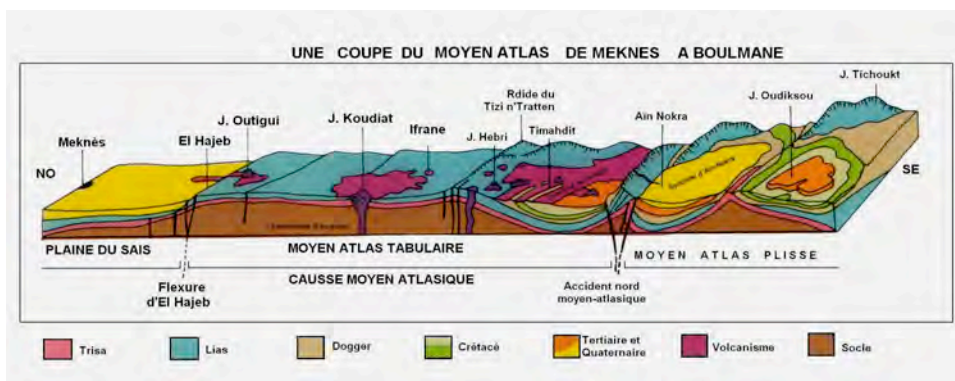 UNE COUPE DU MOYEN ATLAS DE MEKNES A BOULMANE
J. Tichoukt
J. Oudiksou
Rdide du
Tizi n'Tratten
Aïn Nokra
J. Koudiat
Ifrane
J. Hebri
Timahdit
J. Outigui
El Hajeb
Meknès
NO
SE
PLAINE DU SAIS
MOYEN ATLAS TABULAIRE
MOYEN ATLAS PLISSE
CAUSSE MOYEN ATLASIQUE
Flexure
d'El Hajeb
Accident nord
moyen-atlasique
Trisa
Lias
Dogger
Crétacé
Tertiaire et
Quaternaire
Volcanisme
Socle